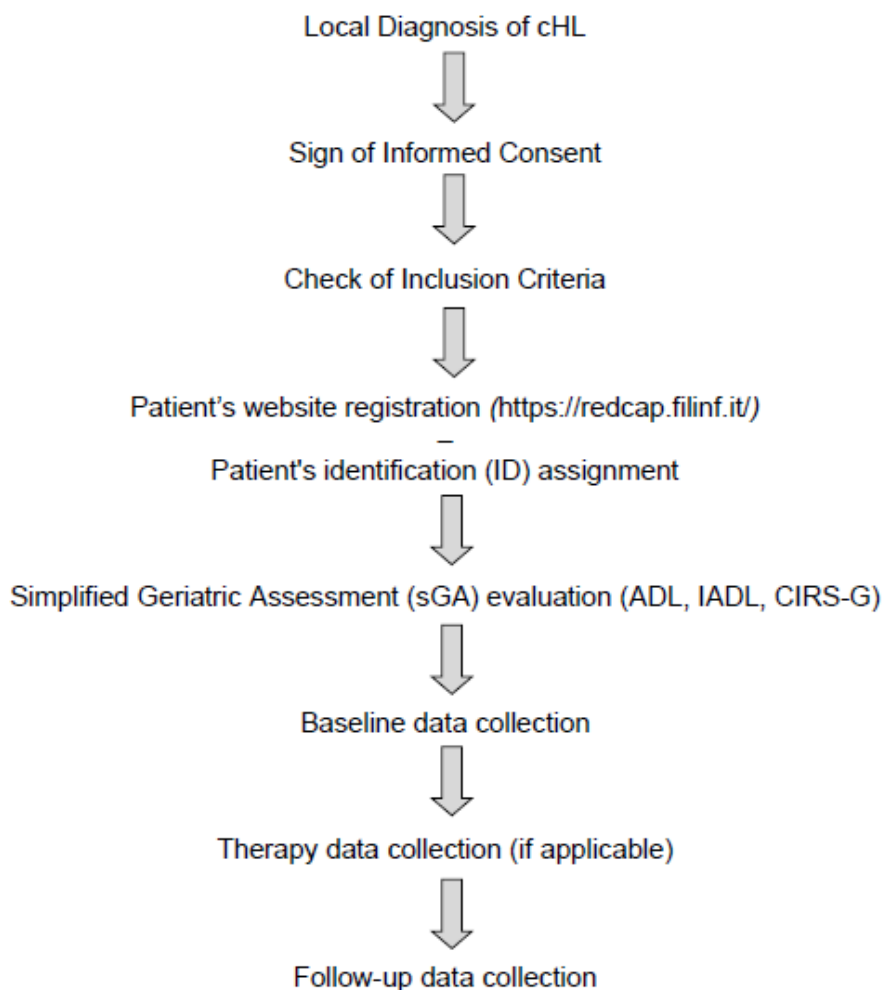 Local Diagnosis of cHL
Sign of Informed Consent
Check of Inclusion Criteria
Patient’s website registration (https://redcap.filinf.it/)
–
Patient's identification (ID) assignment
Simplified Geriatric Assessment (sGA) evaluation (ADL, IADL, CIRS-G)
Baseline data collection
Therapy data collection (if applicable)
Follow-up data collection